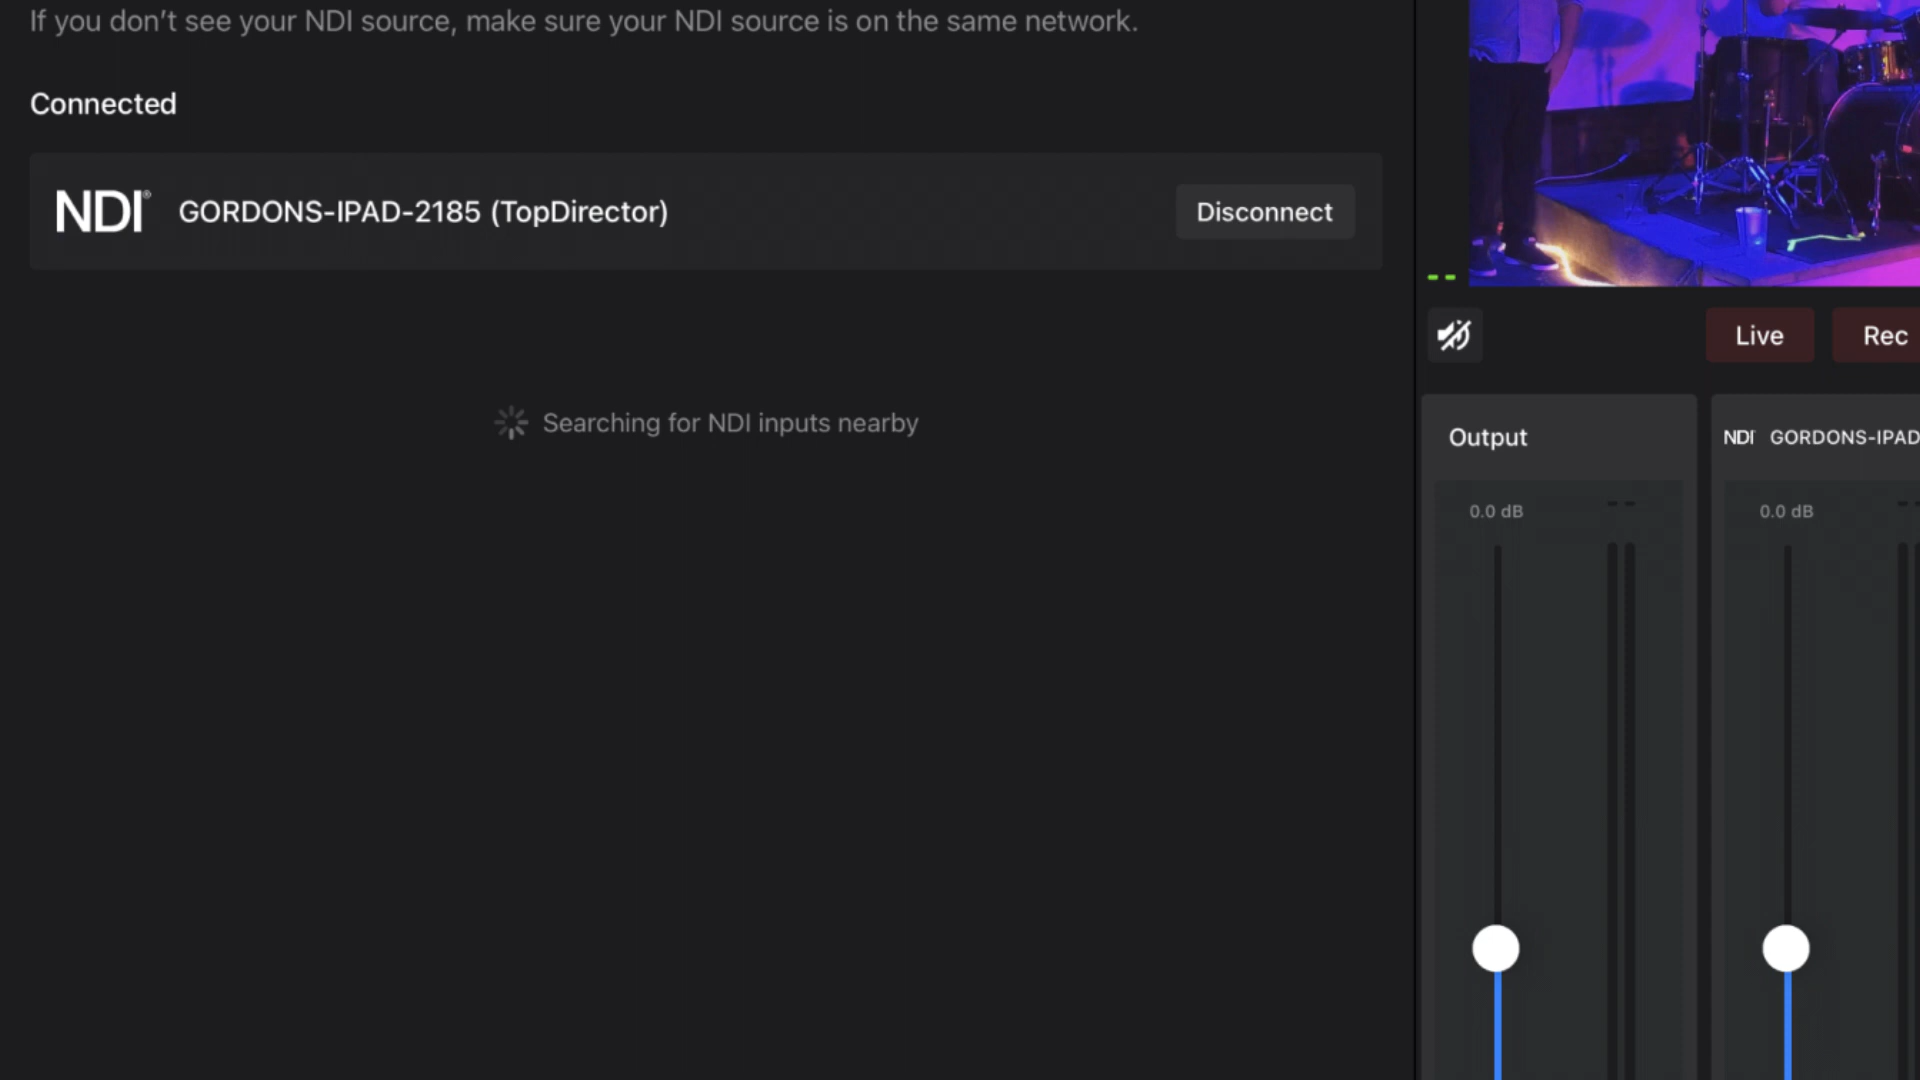 If you don't see your NDI source, make sure your NDI source is on the same network.
Connected
NDI® GORDONS-IPAD-2185 (TopDirector)
Disconnect
Searching for NDI inputs nearby
Live
Rec
Output
NDI GORDONS-IPAD
0.0 dB
0.0 dB